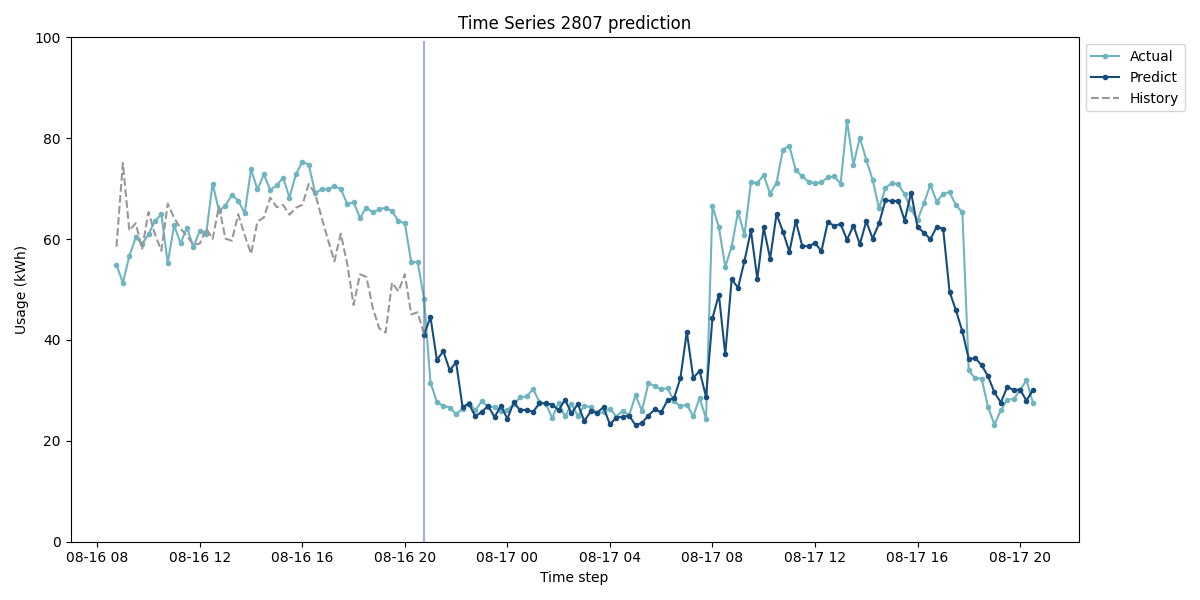 Time Series 2807 prediction
Usage (kWh)
100
80
60
40
20
0
08-16 08
08-16 12
08-16 16
08-16 20
08-17 00
08-17 04
08-17 08
08-17 12
08-17 16
08-17 20
Time step
Actual
Predict
History